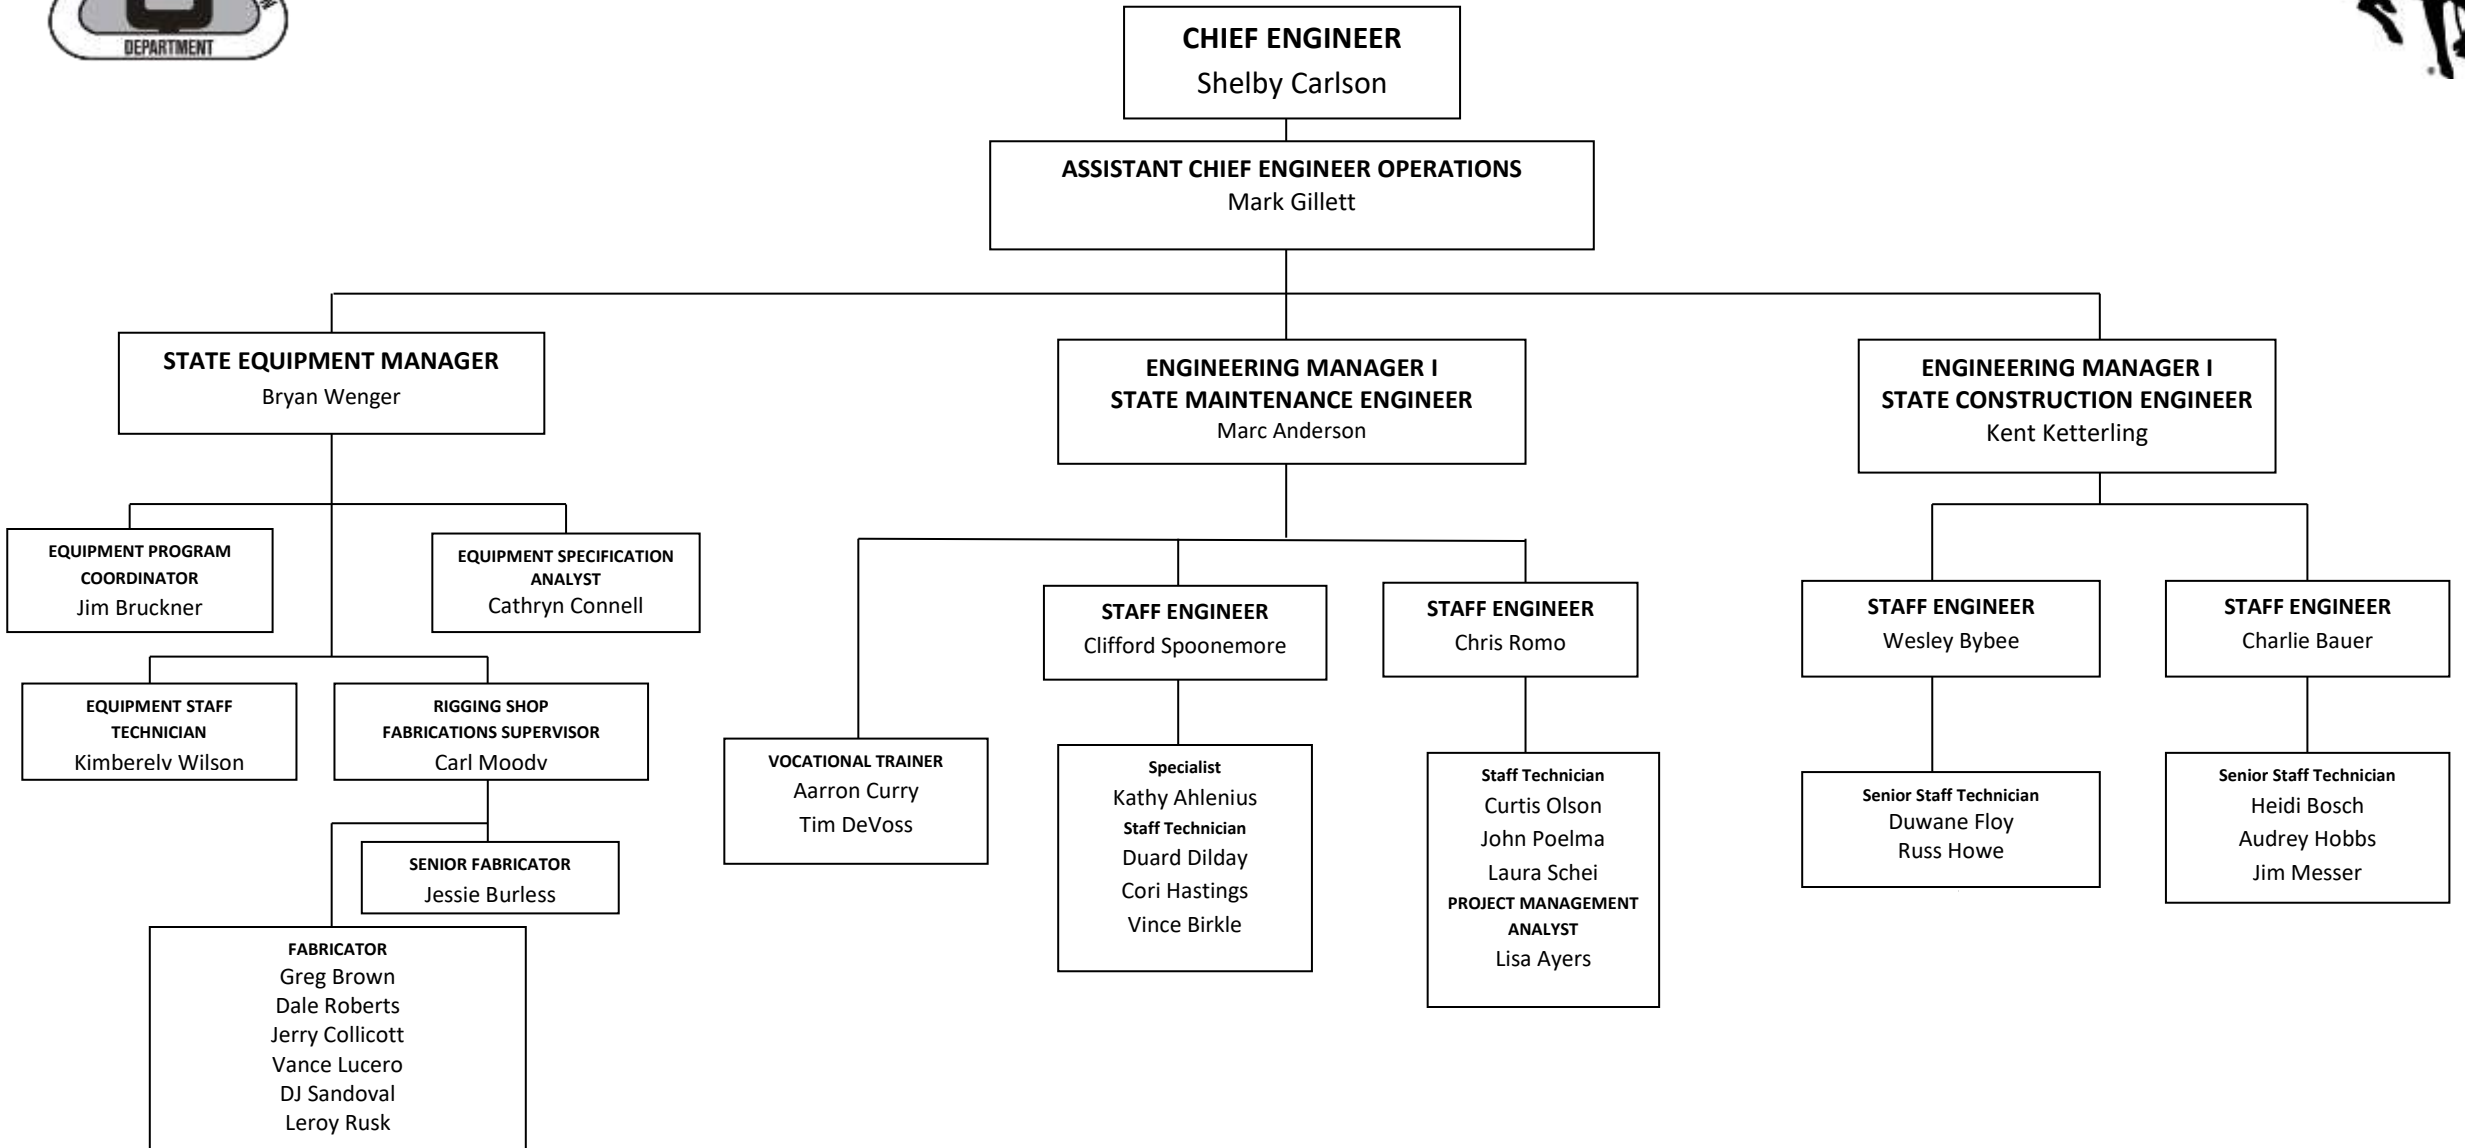 DEPARTMENT
CHIEF ENGINEER
Shelby Carlson
ASSISTANT CHIEF ENGINEER OPERATIONS
Mark Gillett
STATE EQUIPMENT MANAGER
Bryan Wenger
ENGINEERING MANAGER I
STATE MAINTENANCE ENGINEER
Marc Anderson
ENGINEERING MANAGER I
STATE CONSTRUCTION ENGINEER
Kent Ketterling
EQUIPMENT PROGRAM
COORDINATOR
Jim Bruckner
EQUIPMENT SPECIFICATION
ANALYST
Cathryn Connell
EQUIPMENT STAFF
TECHNICIAN
Kimberely Wilson
RIGGING SHOP
FABRICATIONS SUPERVISOR
Carl Moody
SENIOR FABRICATOR
Jessie Burless
FABRICATOR
Greg Brown
Dale Roberts
Jerry Collicott
Vance Lucero
DJ Sandoval
Leroy Rusk
VOCATIONAL TRAINER
Aarron Curry
Tim DeVoss
STAFF ENGINEER
Clifford Spoonemore
Specialist
Kathy Ahlenius
Staff Technician
Duard Dilday
Cori Hastings
Vince Birkle
STAFF ENGINEER
Chris Romo
Staff Technician
Curtis Olson
John Poelma
Laura Schei
PROJECT MANAGEMENT
ANALYST
Lisa Ayers
STAFF ENGINEER
Wesley Bybee
Senior Staff Technician
Duwane Floy
Russ Howe
STAFF ENGINEER
Charlie Bauer
Senior Staff Technician
Heidi Bosch
Audrey Hobbs
Jim Messer